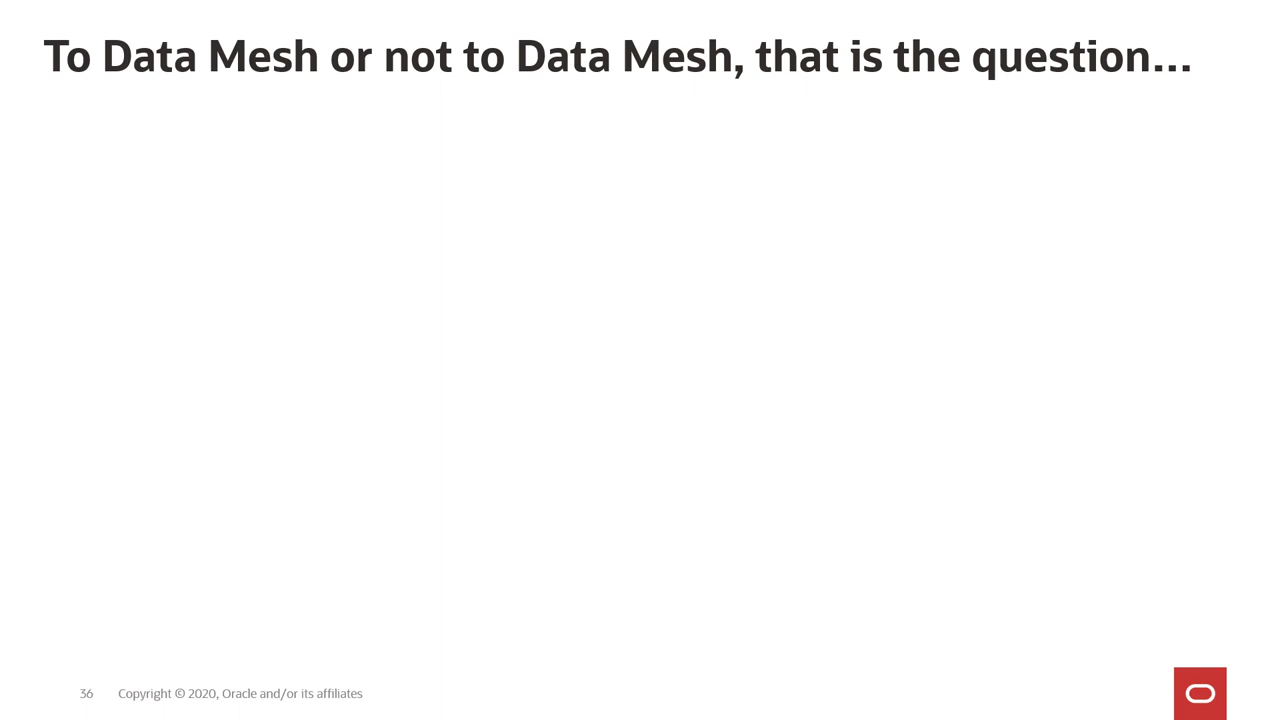 To Data Mesh or not to Data Mesh, that is the question...
36 Copyright © 2020, Oracle and/or its affiliates